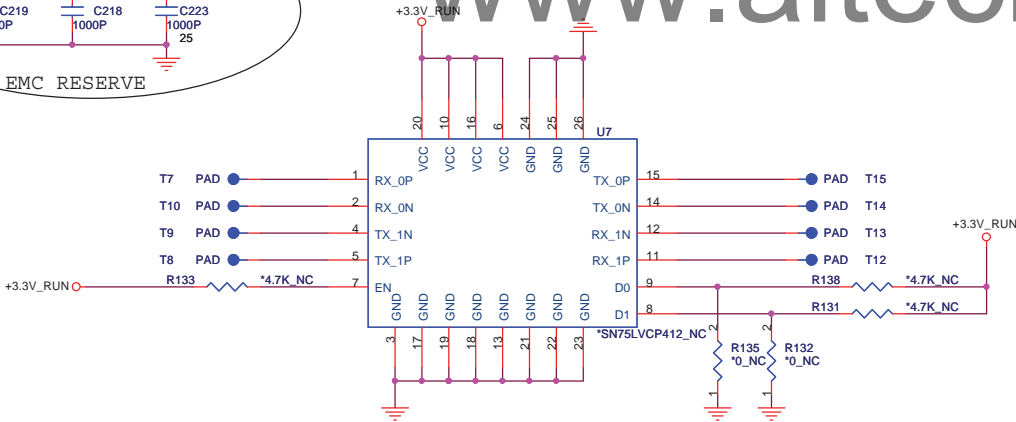 www.aitcol
C219 C218 C223
0P 1000P 1000P
25
EMC RESERVE
+3.3V_RUN
20 10 16 6 24 25 26
U7
VCC VCC VCC VCC GND GND GND
T7 PAD 1 RX_0P TX_0P 15 PAD T15
T10 PAD 2 RX_0N TX_0N 14 PAD T14
T9 PAD 4 TX_1N RX_1N 12 PAD T13
T8 PAD 5 TX_1P RX_1P 11 PAD T12
+3.3V_RUN
+3.3V_RUN R133 *4.7K_NC 7 EN D0 9 R138 *4.7K_NC
D1 8 R131 *4.7K_NC
GND GND GND GND GND GND GND GND
*SN75LVCP412_NC
3 17 19 18 13 21 22 23
2 2
R135 R132
*0_NC *0_NC
1 1